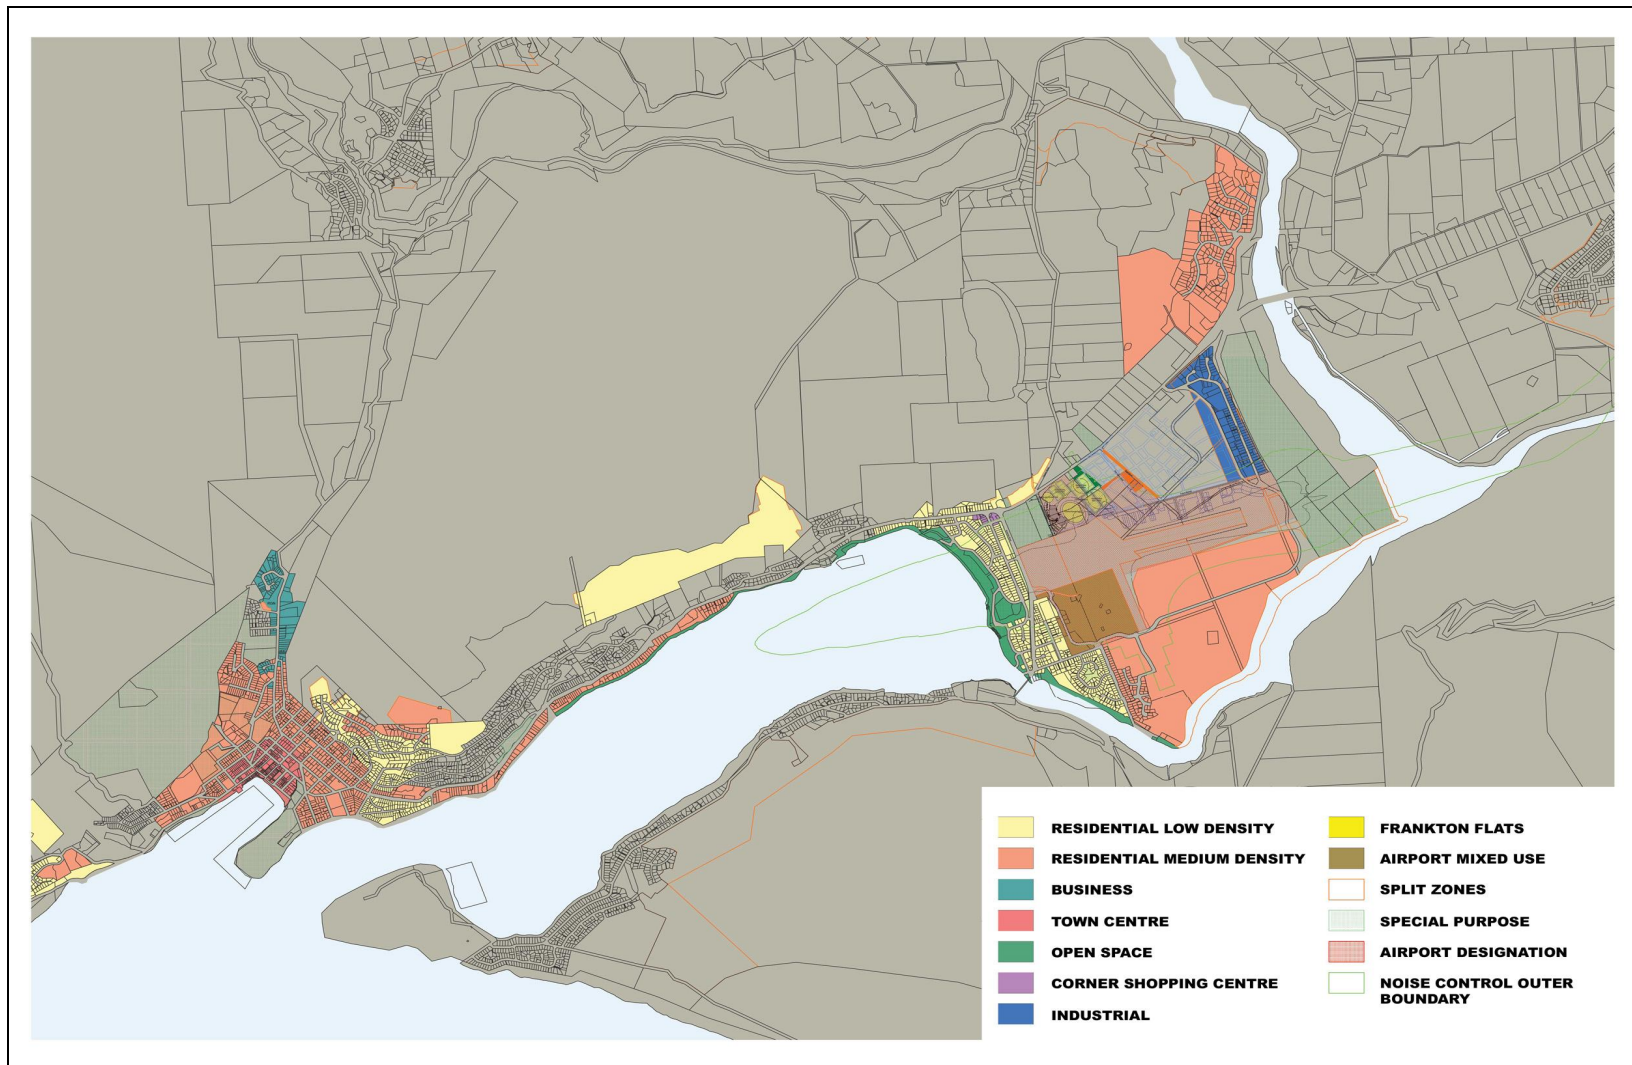 RESIDENTIAL LOW DENSITY
RESIDENTIAL MEDIUM DENSITY
BUSINESS
TOWN CENTRE
OPEN SPACE
CORNER SHOPPING CENTRE
INDUSTRIAL
FRANKTON FLATS
AIRPORT MIXED USE
SPLIT ZONES
SPECIAL PURPOSE
AIRPORT DESIGNATION
NOISE CONTROL OUTER
BOUNDARY